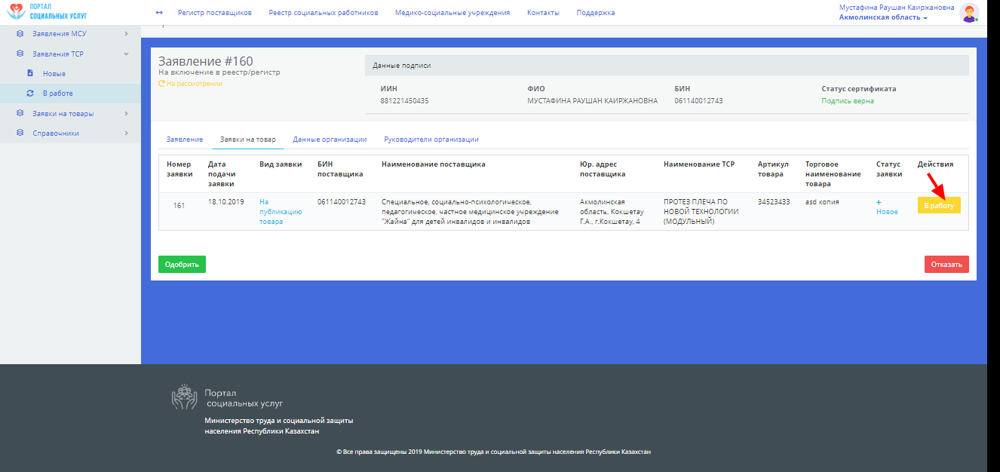 ПОРТАЛ
СОЦИАЛЬНЫХ УСЛУГ
Регистр поставщиков
Реестр социальных работников
Медико-социальные учреждения
Контакты
Поддержка
Мустафина Раушан Каиржановна
Акмолинская область
Заявления МСУ
Заявления ТСР
Новые
В работе
Заявки на товары
Справочники
Заявление #160
На включение в реестр/регистр
На рассмотрении
Данные подписи
ИИН ФИО БИН Статус сертификата
881221450435 МУСТАФИНА РАУШАН КАИРЖАНОВНА 061140012743 Подпись верна
Заявление Заявки на товар Данные организации Руководители организации
Номер Дата Вид заявки БИН Наименование поставщика Юр. адрес Наименование ТСР Артикул Торговое Статус Действия
заявки подачи поставщика поставщика товара наименование заявки
заявки товара
161 18.10.2019 На 061140012743 Специальное, социально-психологическое, Акмолинская ПРОТЕЗ ПЛЕЧА ПО 34523433 asd копия + В работу
публикацию педагогическое, частное медицинское учреждение область, Кокшетау НОВОЙ ТЕХНОЛОГИИ Новое
товара "Жайна" для детей инвалидов и инвалидов Г.А., г.Кокшетау, 4 (МОДУЛЬНЫЙ)
Одобрить
Отказать
Портал
социальных услуг
Министерство труда и социальной защиты
населения Республики Казахстан
© Все права защищены 2019 Министерство труда и социальной защиты населения Республики Казахстан